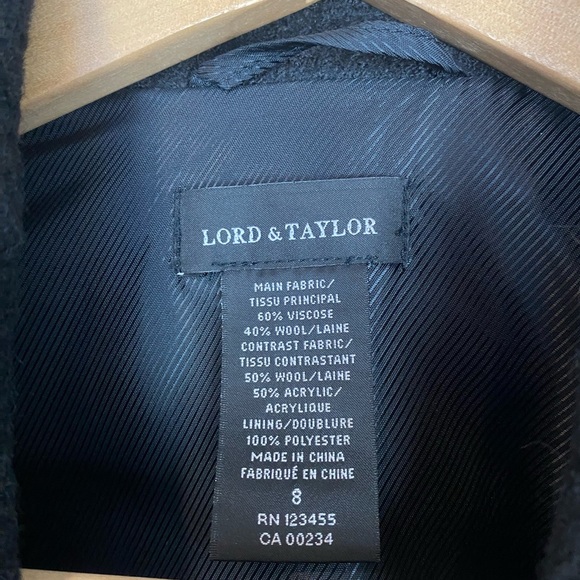 LORD & TAYLOR
MAIN FABRIC/
TISSU PRINCIPAL
60% VISCOSE
40% WOOL/LAINE
CONTRAST FABRIC/
TISSU CONTRASTANT
50% WOOL/LAINE
50% ACRYLIC/
ACRYLIQUE
LINING/DOUBLURE
100% POLYESTER
MADE IN CHINA
FABRIQUÉ EN CHINE
8
RN 123455
CA 00234